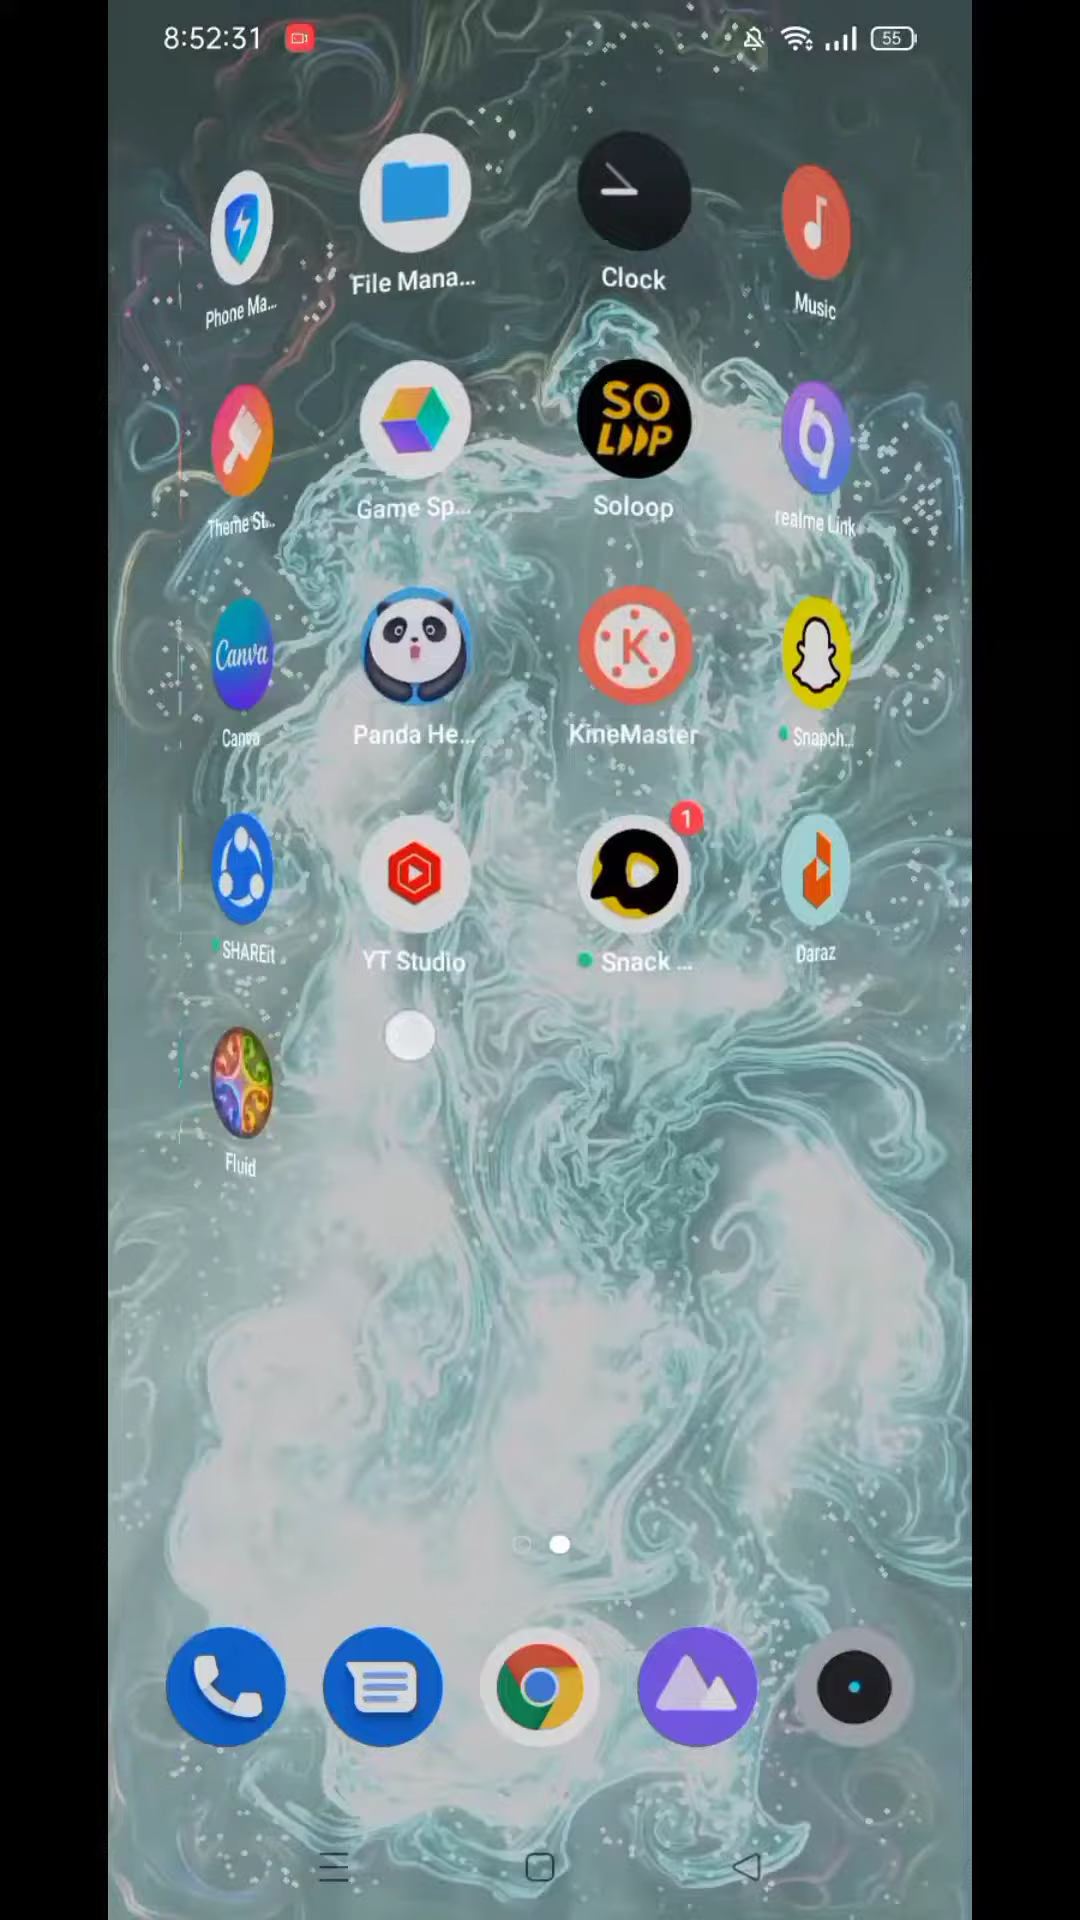 8:52:31
55
Phone Ma...
File Mana...
Clock
Music
SO
LOOP
Theme St...
Game Sp...
Soloop
realme Link
Canva
K
Canva
Panda He...
KineMaster
Snapch...
1
SHAREit
YT Studio
Snack ...
Daraz
Fluid